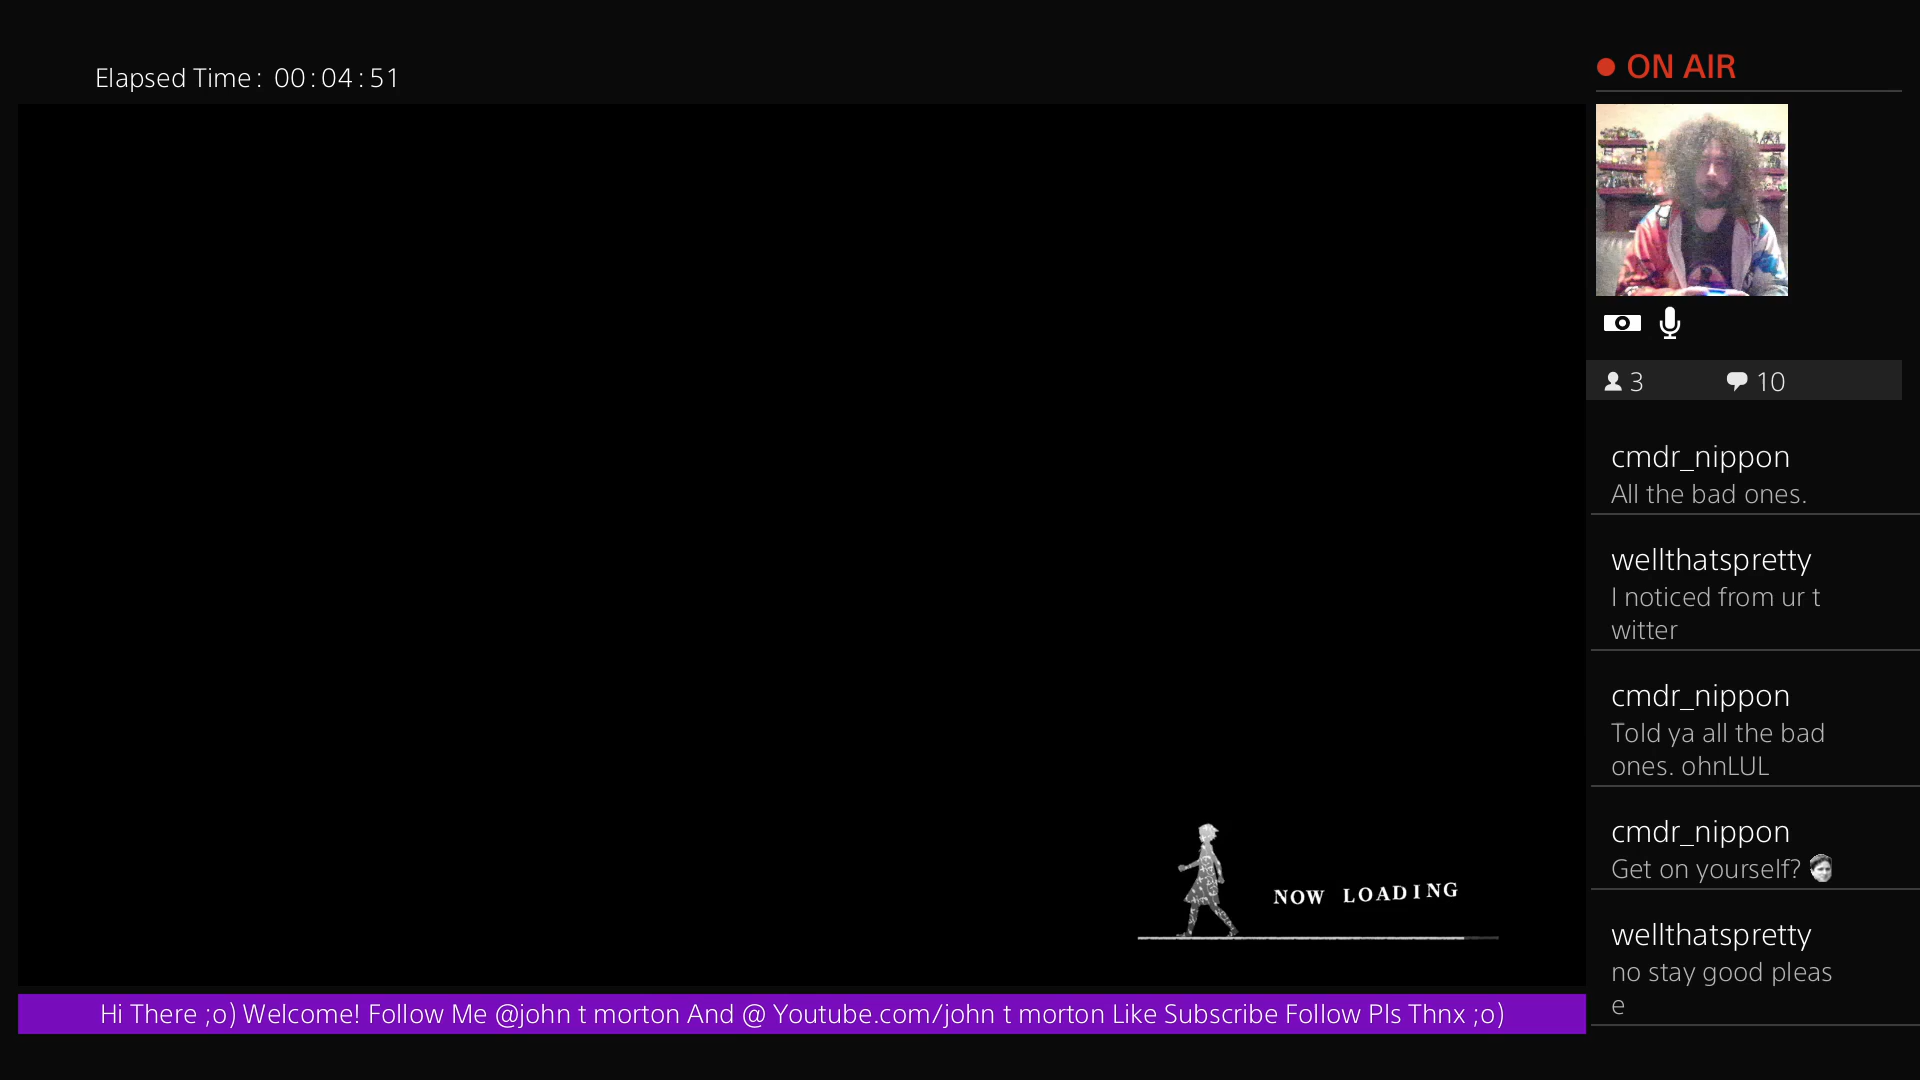 Elapsed Time: 00:04:51
ON AIR
3
10
cmdr_nippon
All the bad ones.
wellthatspretty
I noticed from ur t
witter
cmdr_nippon
Told ya all the bad
ones. ohnLUL
cmdr_nippon
Get on yourself?
wellthatspretty
no stay good pleas
e
NOW LOADING
Hi There ;o) Welcome! Follow Me @john t morton And @ Youtube.com/john t morton Like Subscribe Follow Pls Thnx ;o)